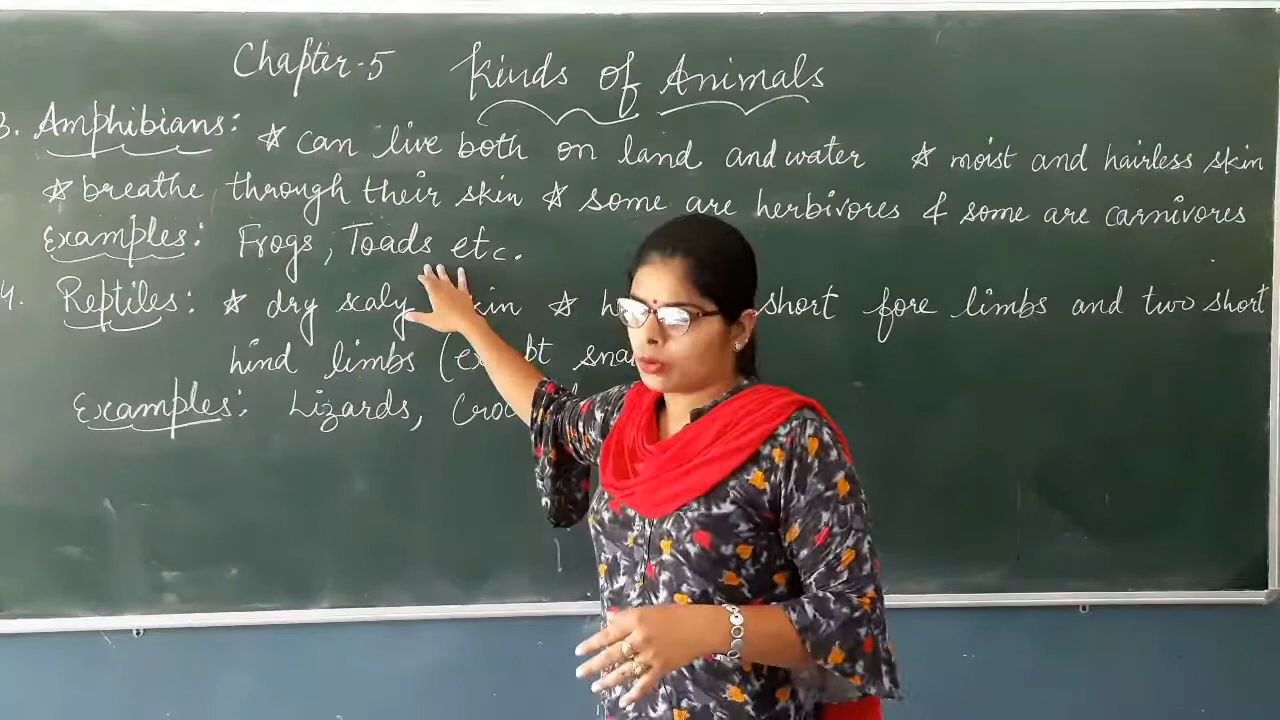 Chapter-5 Kinds of Animals
3. Amphibians: * can live both on land and water * moist and hairless skin
* breathe through their skin * some are herbivores & some are carnivores
Examples: Frogs, Toads etc.
4. Reptiles: * dry scaly * short fore limbs and two short
hind limbs (
Examples: Lizards,